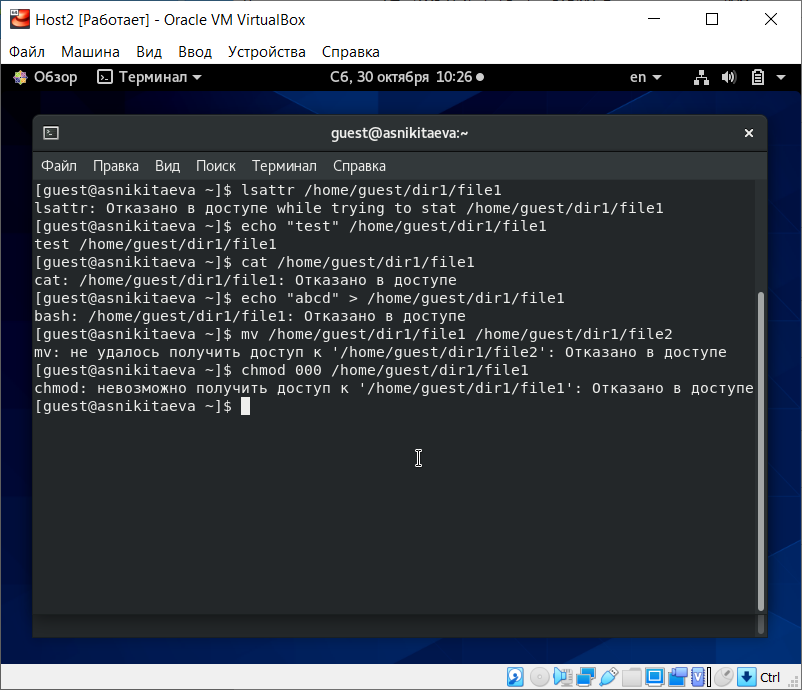 Host2 [Работает] - Oracle VM VirtualBox
Файл Машина Вид Ввод Устройства Справка
Обзор Терминал Сб, 30 октября 10:26 en
guest@asnikitaeva:~
Файл Правка Вид Поиск Терминал Справка
[guest@asnikitaeva ~]$ lsattr /home/guest/dir1/file1
lsattr: Отказано в доступе while trying to stat /home/guest/dir1/file1
[guest@asnikitaeva ~]$ echo "test" /home/guest/dir1/file1
test /home/guest/dir1/file1
[guest@asnikitaeva ~]$ cat /home/guest/dir1/file1
cat: /home/guest/dir1/file1: Отказано в доступе
[guest@asnikitaeva ~]$ echo "abcd" > /home/guest/dir1/file1
bash: /home/guest/dir1/file1: Отказано в доступе
[guest@asnikitaeva ~]$ mv /home/guest/dir1/file1 /home/guest/dir1/file2
mv: не удалось получить доступ к '/home/guest/dir1/file2': Отказано в доступе
[guest@asnikitaeva ~]$ chmod 000 /home/guest/dir1/file1
chmod: невозможно получить доступ к '/home/guest/dir1/file1': Отказано в доступе
[guest@asnikitaeva ~]$
Ctrl